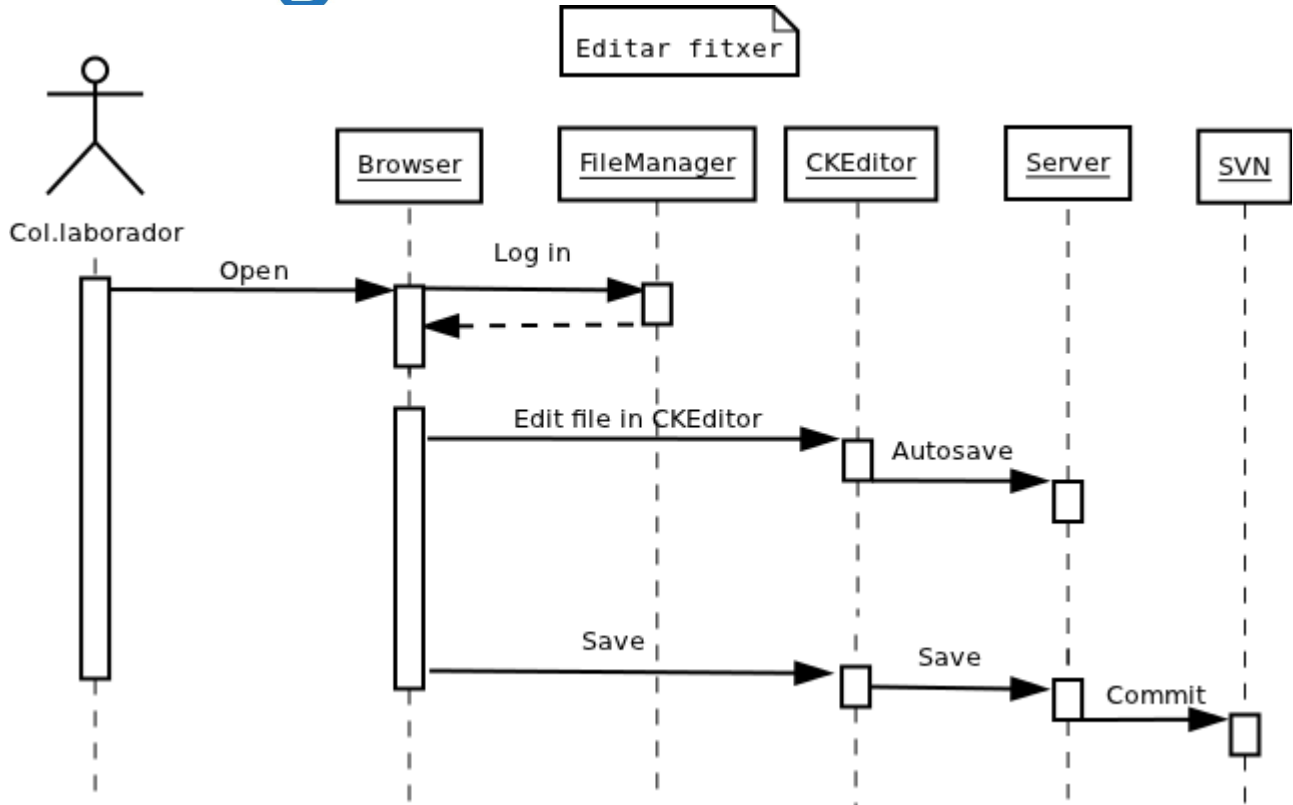 Editar fitxer
Browser
FileManager
CKEditor
Server
SVN
Col.laborador
Open
Log in
Edit file in CKEditor
Autosave
Save
Save
Commit